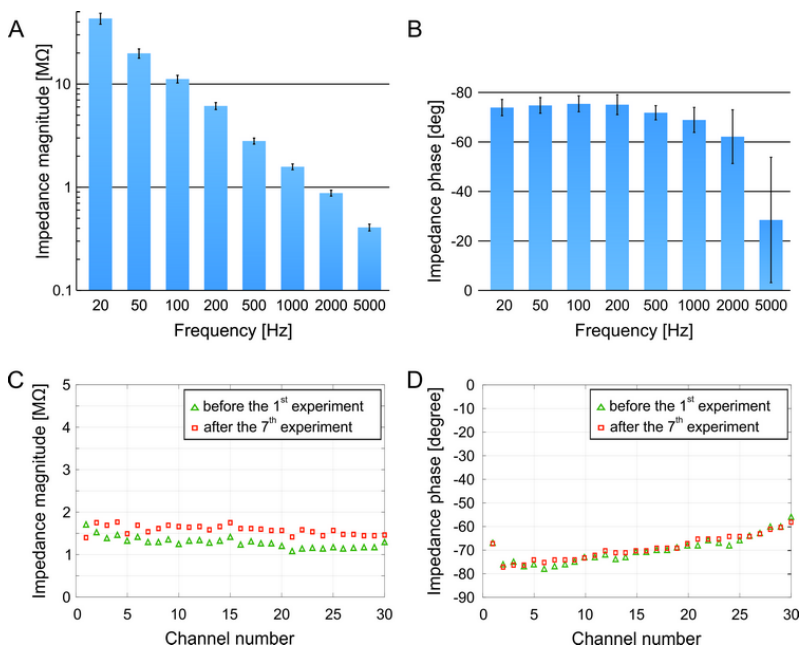 A
Impedance magnitude [MΩ]
10
1
0.1
20 50 100 200 500 1000 2000 5000
Frequency [Hz]
B
Impedance phase [deg]
-80
-60
-40
-20
0
20 50 100 200 500 1000 2000 5000
Frequency [Hz]
C
Impedance magnitude [MΩ]
5
4
3
2
1
0
before the 1st experiment
after the 7th experiment
0 5 10 15 20 25 30
Channel number
D
Impedance phase [degree]
0
-10
-20
-30
-40
-50
-60
-70
-80
-90
before the 1st experiment
after the 7th experiment
0 5 10 15 20 25 30
Channel number